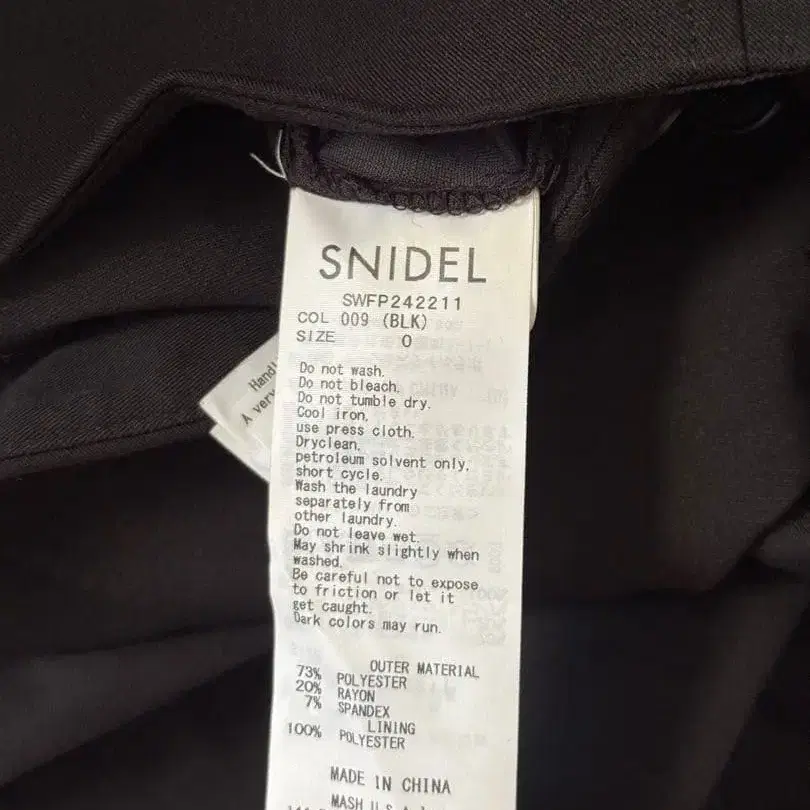 SNIDEL
SWFP242211
COL 009 (BLK)
SIZE 0
Do not wash.
Do not bleach.
Do not tumble dry.
Cool iron,
use press cloth.
Dryclean,
petroleum solvent only,
short cycle.
Wash the laundry
separately from
other laundry.
Do not leave wet.
May shrink slightly when
washed.
Be careful not to expose
to friction or let it
get caught.
Dark colors may run.
OUTER MATERIAL
73% POLYESTER
20% RAYON
7% SPANDEX
LINING
100% POLYESTER
MADE IN CHINA
MASH U.S.A.
Hand
A very